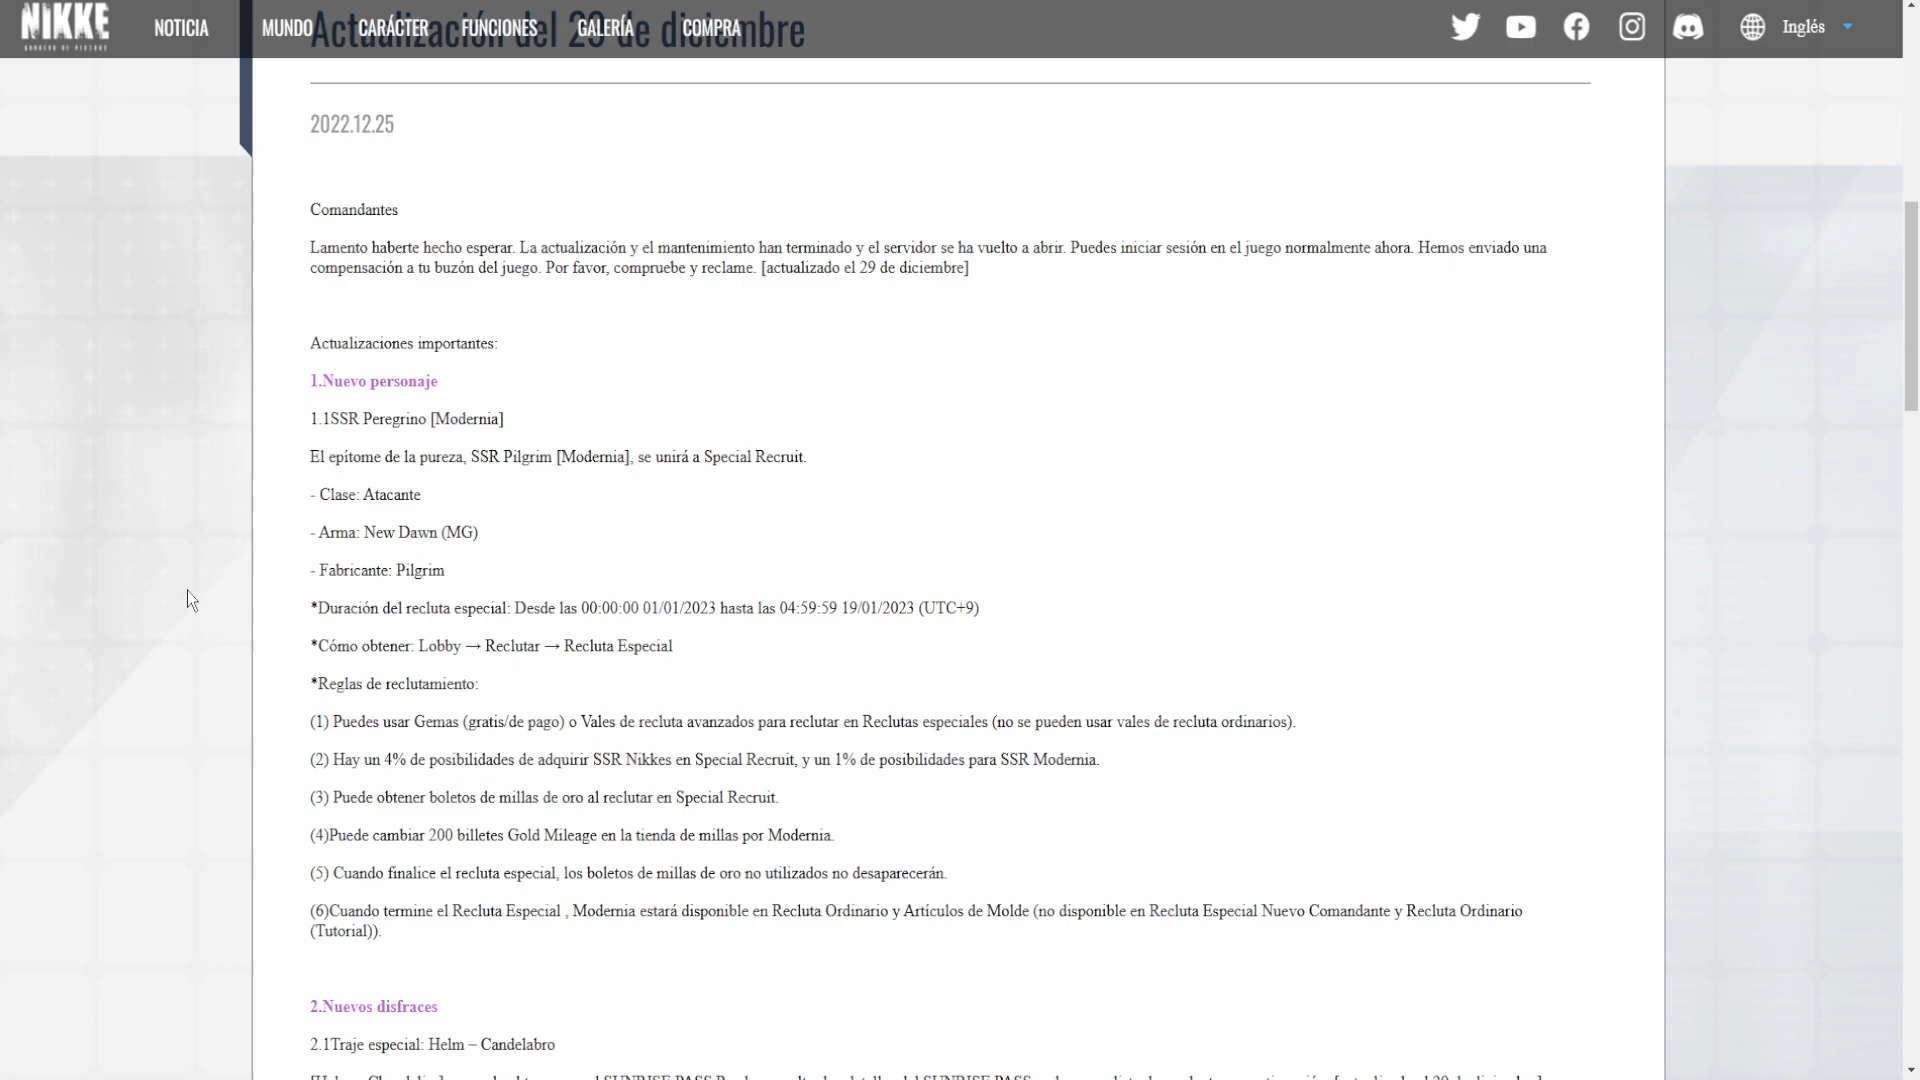 NIKKE
GODDESS OF VICTORY
NOTICIA
MUNDO
CARÁCTER
FUNCIONES
GALERÍA
COMPRA
Inglés
Actualización del 29 de diciembre
2022.12.25
Comandantes
Lamento haberte hecho esperar. La actualización y el mantenimiento han terminado y el servidor se ha vuelto a abrir. Puedes iniciar sesión en el juego normalmente ahora. Hemos enviado una
compensación a tu buzón del juego. Por favor, compruebe y reclame. [actualizado el 29 de diciembre]
Actualizaciones importantes:
1.Nuevo personaje
1.1SSR Peregrino [Modernia]
El epítome de la pureza, SSR Pilgrim [Modernia], se unirá a Special Recruit.
- Clase: Atacante
- Arma: New Dawn (MG)
- Fabricante: Pilgrim
*Duración del recluta especial: Desde las 00:00:00 01/01/2023 hasta las 04:59:59 19/01/2023 (UTC+9)
*Cómo obtener: Lobby → Reclutar → Recluta Especial
*Reglas de reclutamiento:
(1) Puedes usar Gemas (gratis/de pago) o Vales de recluta avanzados para reclutar en Reclutas especiales (no se pueden usar vales de recluta ordinarios).
(2) Hay un 4% de posibilidades de adquirir SSR Nikkes en Special Recruit, y un 1% de posibilidades para SSR Modernia.
(3) Puede obtener boletos de millas de oro al reclutar en Special Recruit.
(4)Puede cambiar 200 billetes Gold Mileage en la tienda de millas por Modernia.
(5) Cuando finalice el recluta especial, los boletos de millas de oro no utilizados no desaparecerán.
(6)Cuando termine el Recluta Especial , Modernia estará disponible en Recluta Ordinario y Artículos de Molde (no disponible en Recluta Especial Nuevo Comandante y Recluta Ordinario
(Tutorial)).
2.Nuevos disfraces
2.1Traje especial: Helm – Candelabro